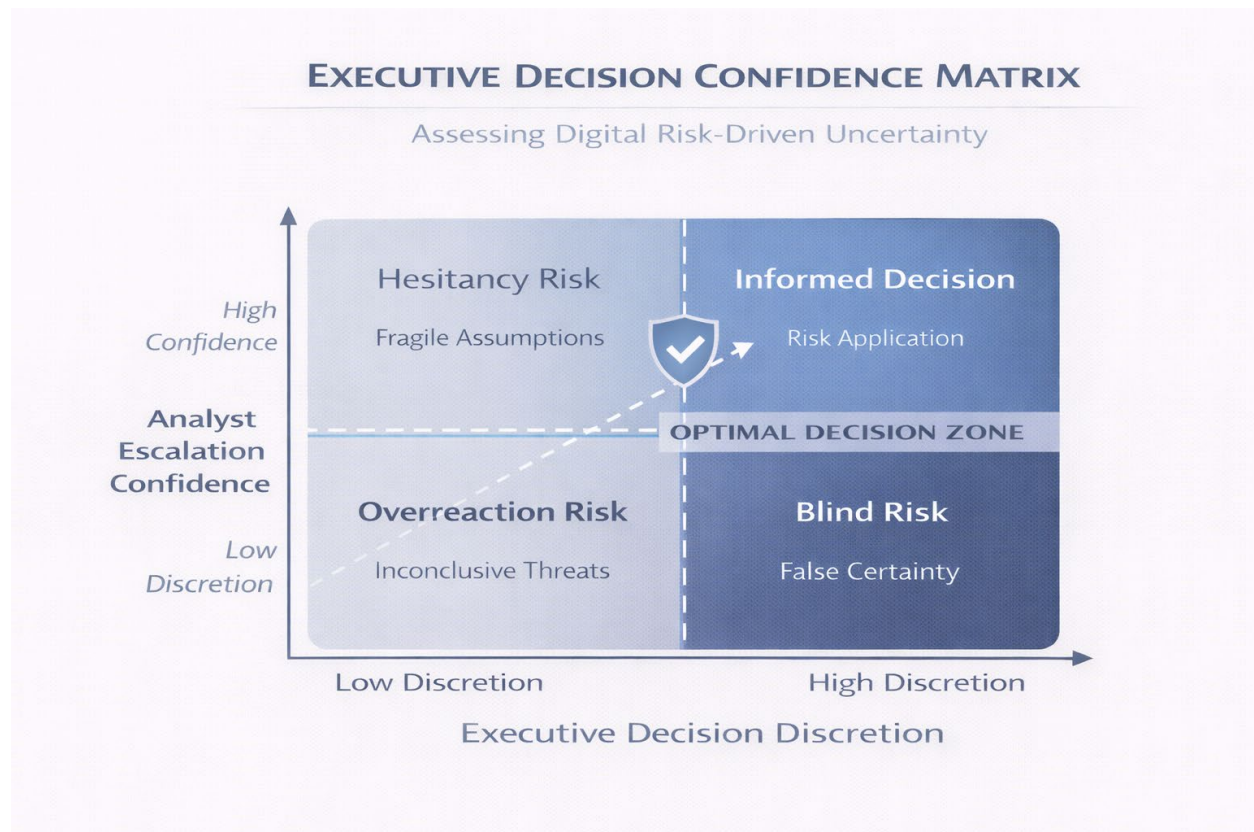 EXECUTIVE DECISION CONFIDENCE MATRIX
Assessing Digital Risk-Driven Uncertainty
Hesitancy Risk
Fragile Assumptions
Informed Decision
Risk Application
High
Confidence
Analyst
Escalation
Confidence
OPTIMAL DECISION ZONE
Overreaction Risk
Inconclusive Threats
Blind Risk
False Certainty
Low
Discretion
Low Discretion
High Discretion
Executive Decision Discretion